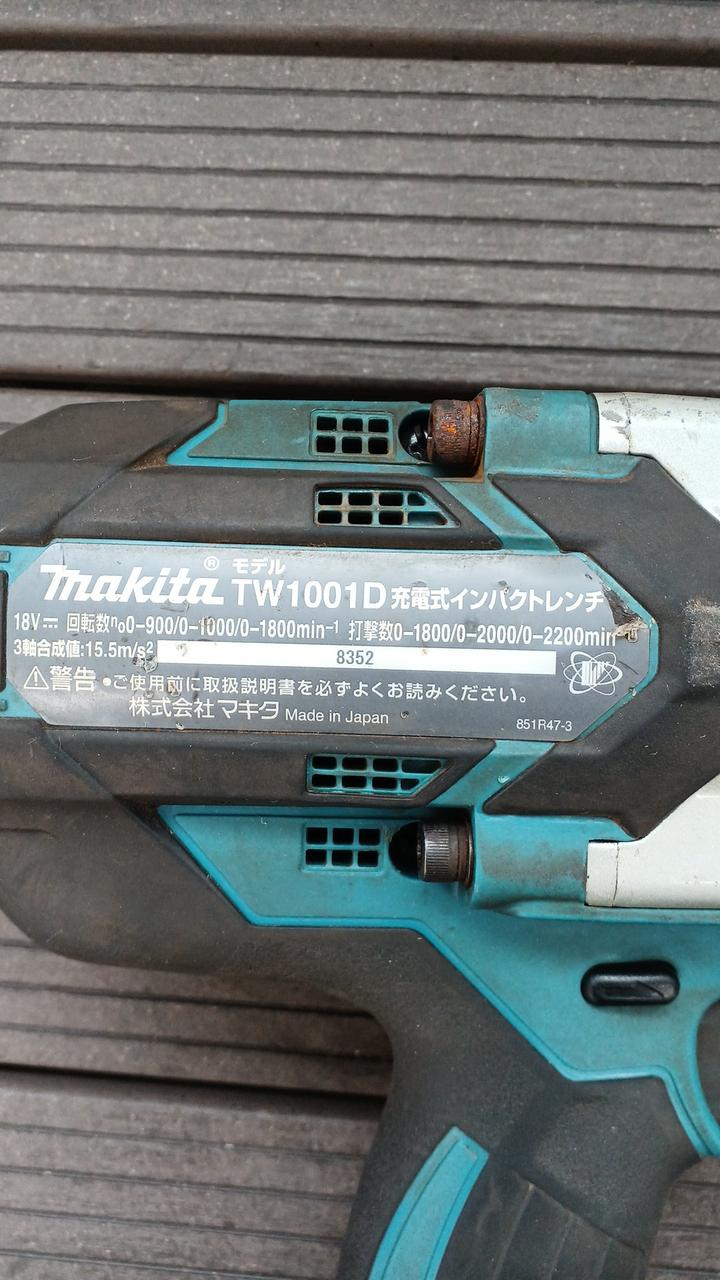 makita® モデル TW1001D 充電式インパクトレンチ
18V⎓ 回転数n₀0-900/0-1000/0-1800min⁻¹ 打撃数0-1800/0-2000/0-2200min⁻¹
3軸合成値:15.5m/s² 8352
⚠警告 •ご使用前に取扱説明書を必ずよくお読みください。
株式会社マキタ Made in Japan
851R47-3